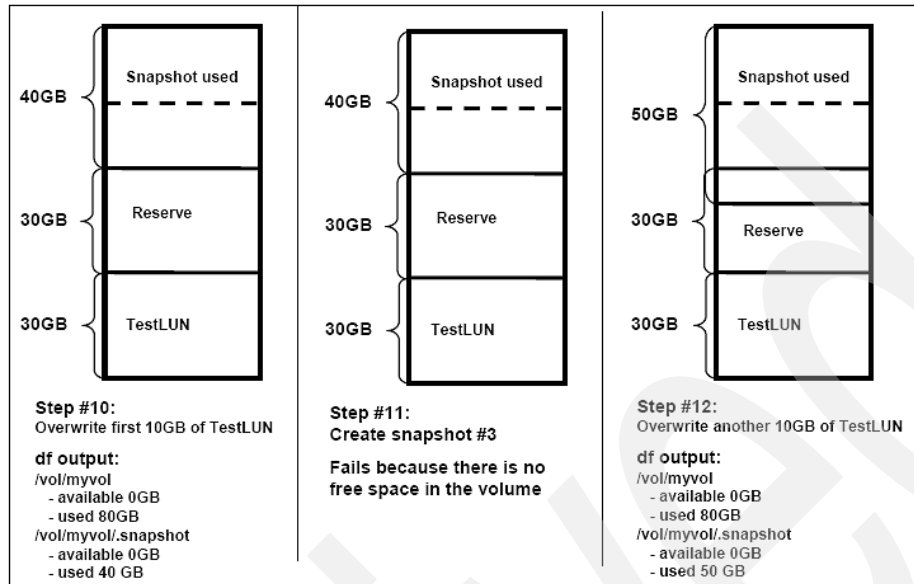 40GB
Snapshot used
30GB
Reserve
30GB
TestLUN
Step #10:
Overwrite first 10GB of TestLUN
df output:
/vol/myvol
- available 0GB
- used 80GB
/vol/myvol/.snapshot
- available 0GB
- used 40 GB
40GB
Snapshot used
30GB
Reserve
30GB
TestLUN
Step #11:
Create snapshot #3
Fails because there is no
free space in the volume
50GB
Snapshot used
30GB
Reserve
30GB
TestLUN
Step #12:
Overwrite another 10GB of TestLUN
df output:
/vol/myvol
- available 0GB
- used 80GB
/vol/myvol/.snapshot
- available 0GB
- used 50 GB